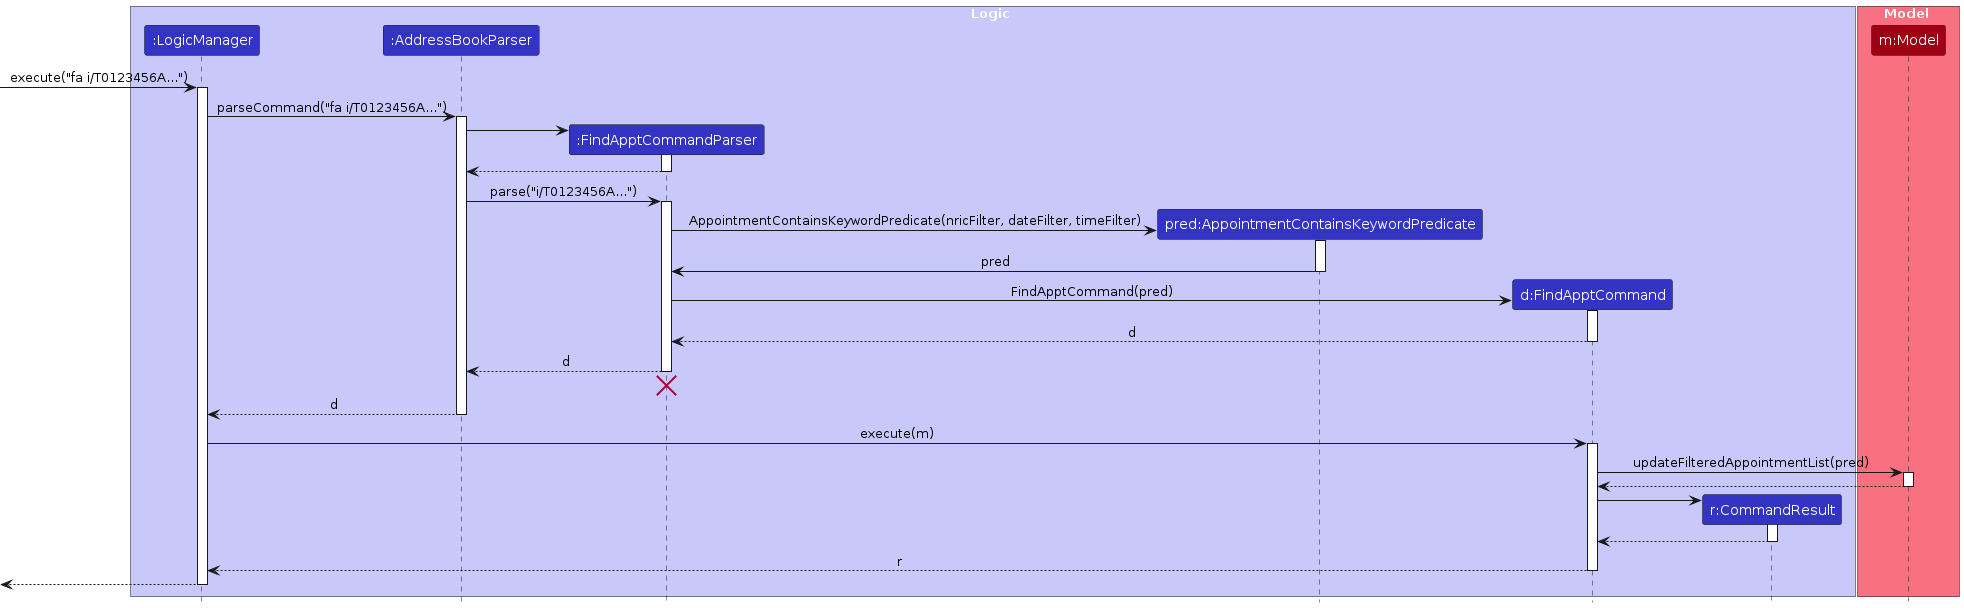 Logic
Model
:LogicManager
:AddressBookParser
m:Model
execute("fa i/T0123456A...")
parseCommand("fa i/T0123456A...")
:FindApptCommandParser
parse("i/T0123456A...")
AppointmentContainsKeywordPredicate(nricFilter, dateFilter, timeFilter)
pred:AppointmentContainsKeywordPredicate
pred
FindApptCommand(pred)
d:FindApptCommand
d
d
d
execute(m)
updateFilteredAppointmentList(pred)
r:CommandResult
r